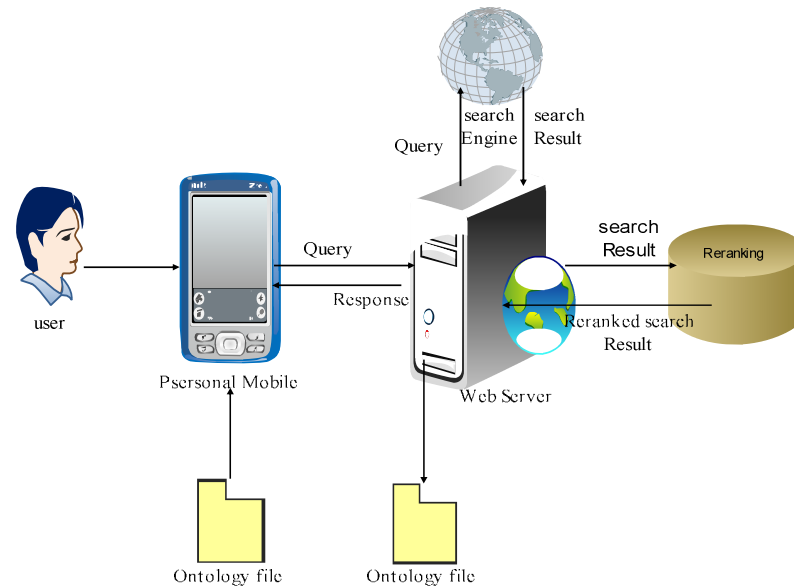 search
Engine
search
Result
Query
search
Result
Reranking
Query
Response
Reranked search
Result
user
Psersonal Mobile
Web Server
Ontology file
Ontology file